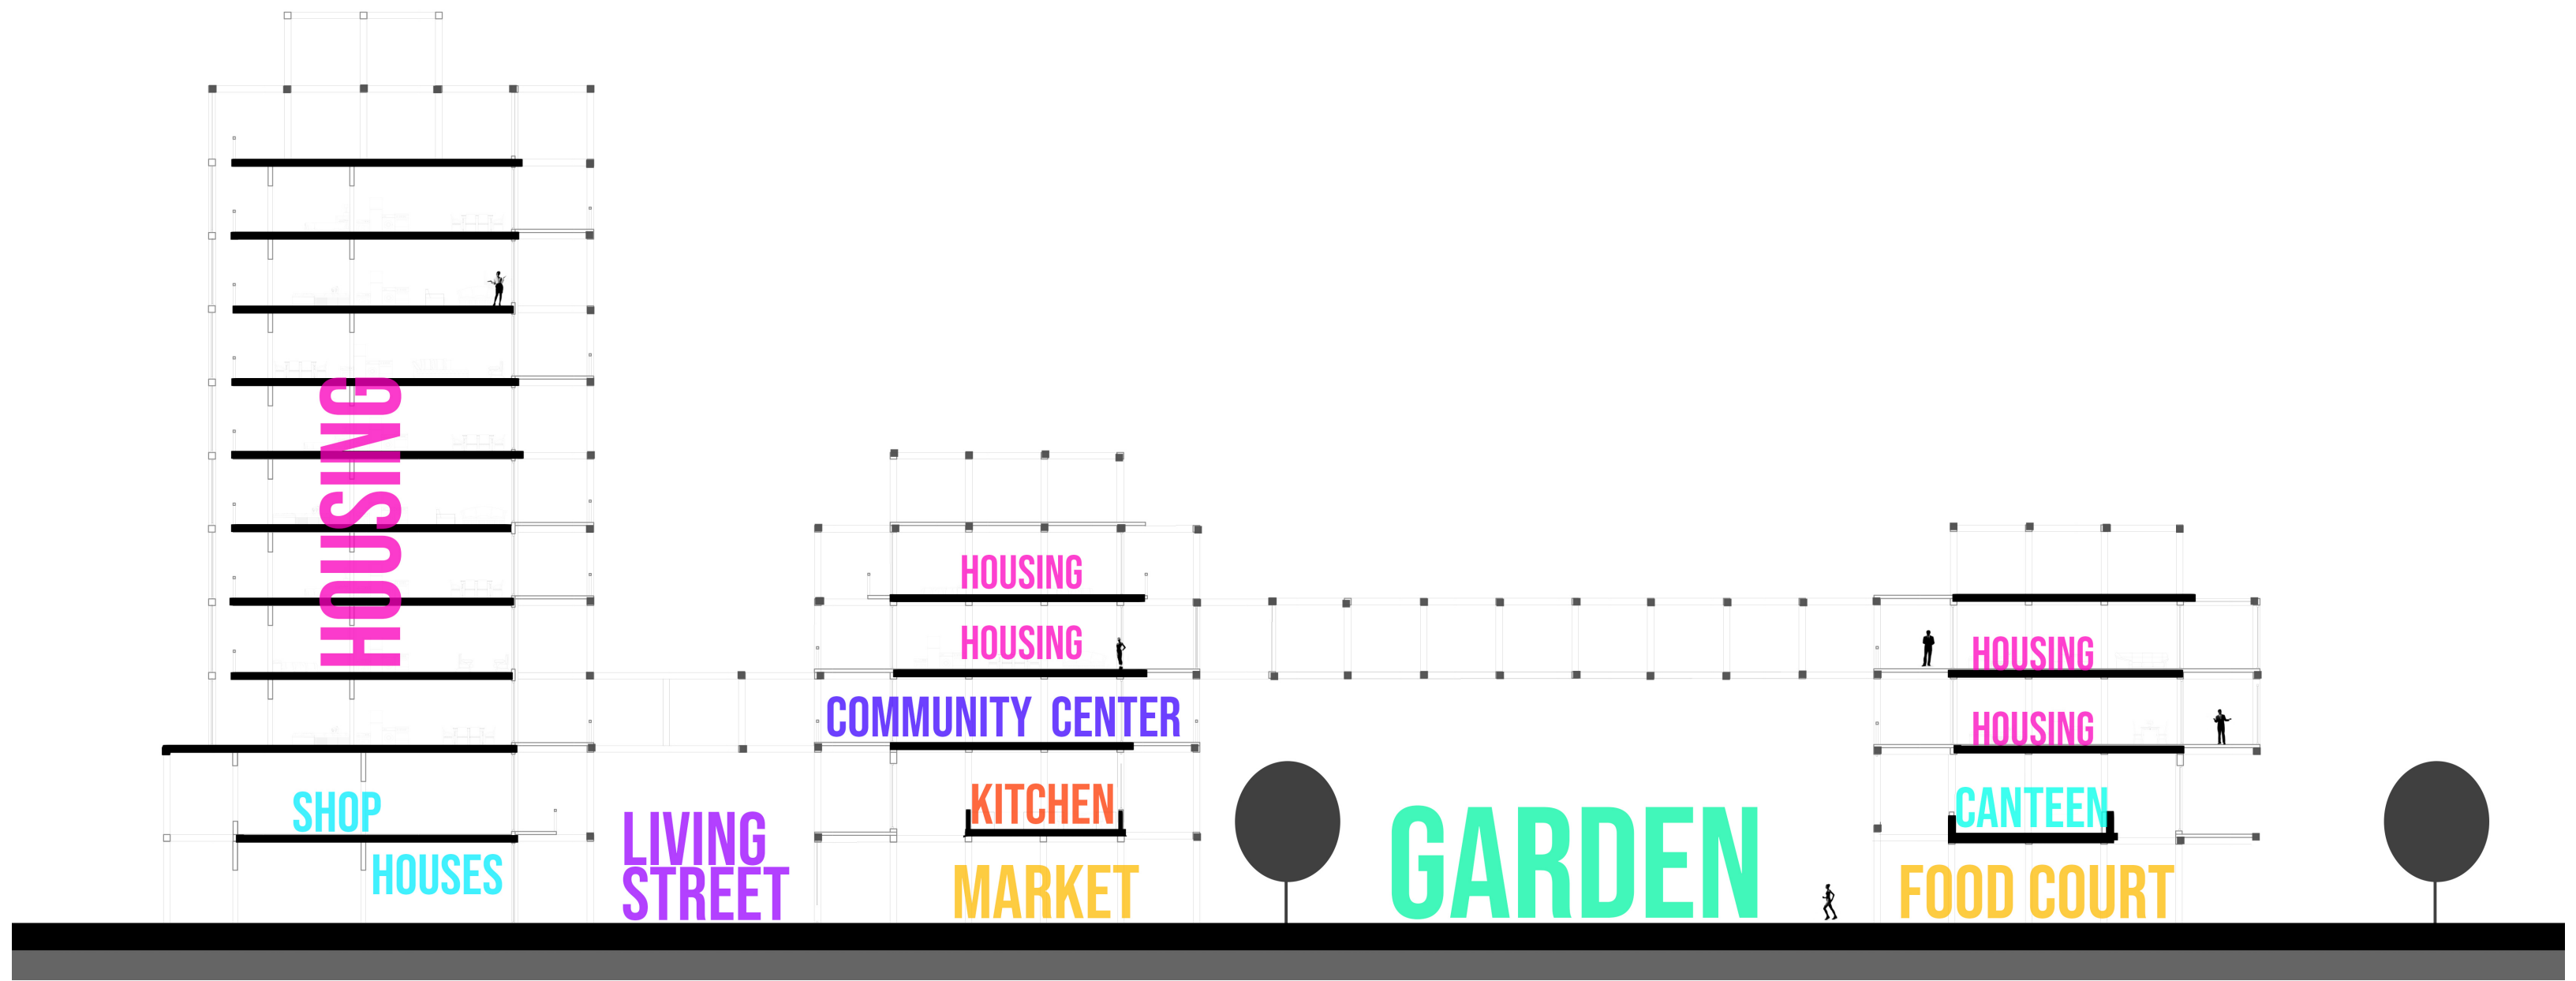 HOUSING
SHOP
HOUSES
LIVING
STREET
HOUSING
HOUSING
COMMUNITY CENTER
KITCHEN
MARKET
GARDEN
HOUSING
HOUSING
CANTEEN
FOOD COURT